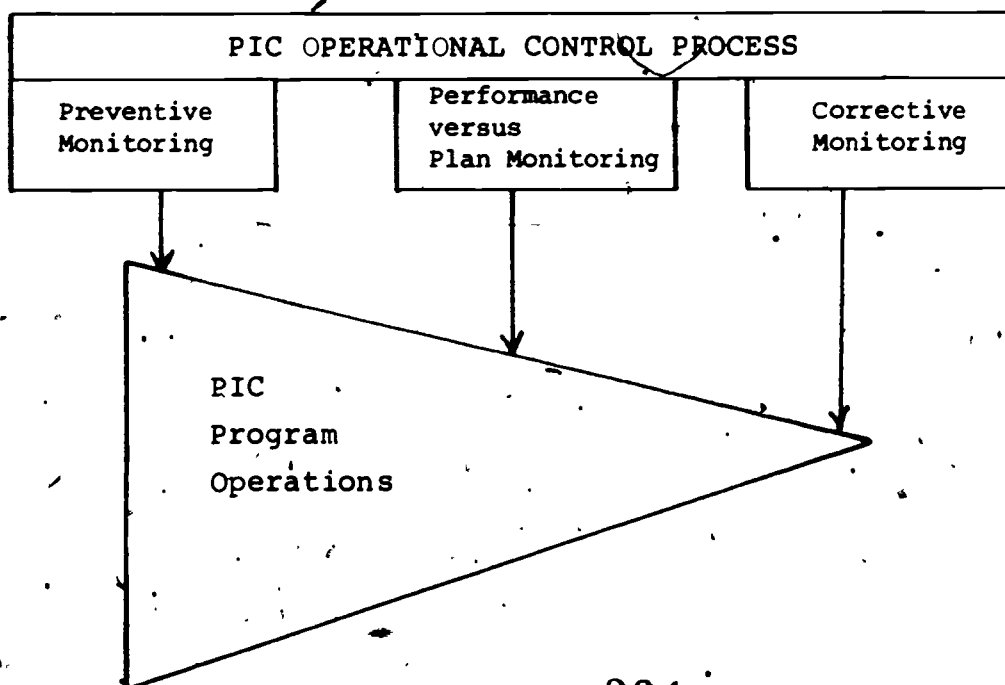 PIC OPERATIONAL CONTROL PROCESS
Preventive
Monitoring
Performance
versus
Plan Monitoring
Corrective
Monitoring
PIC
Program
Operations